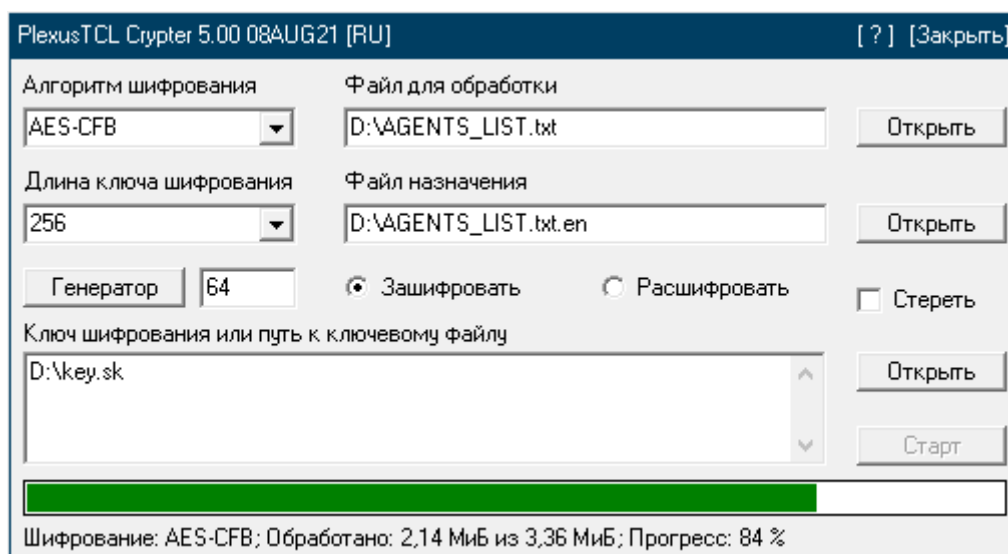 PlexusTCL Crypter 5.00 08AUG21 [RU] [ ? ] [Закрыть]
Алгоритм шифрования Файл для обработки
AES-CFB D:\AGENTS_LIST.txt Открыть
Длина ключа шифрования Файл назначения
256 D:\AGENTS_LIST.txt.en Открыть
Генератор 64 Зашифровать Расшифровать Стереть
Ключ шифрования или путь к ключевому файлу
D:\key.sk Открыть
Старт
Шифрование: AES-CFB; Обработано: 2,14 МиБ из 3,36 МиБ; Прогресс: 84 %